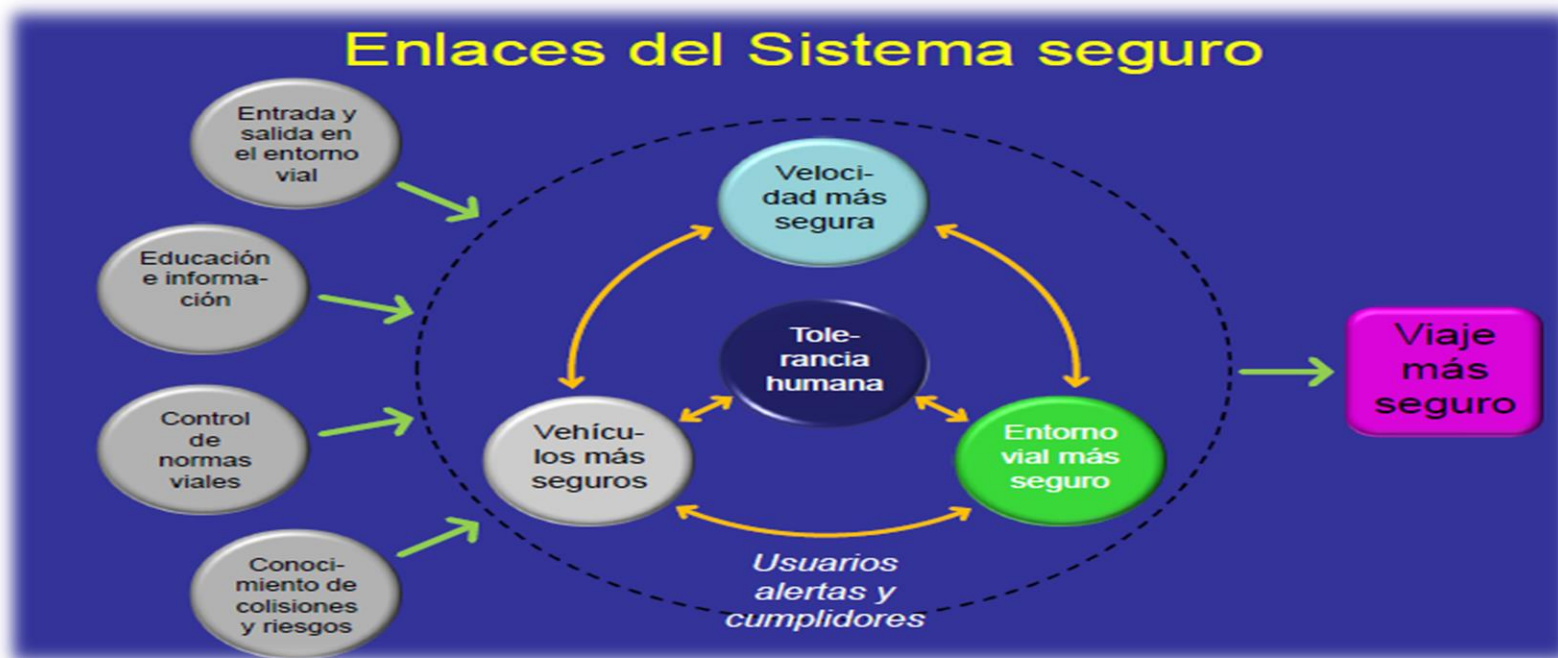 Enlaces del Sistema seguro
Entrada y
salida en
el entorno
vial
Educación
e informa-
ción
Control
de
normas
viales
Conoci-
miento de
colisiones
y riesgos
Veloci-
dad más
segura
Tole-
rancia
humana
Vehícu-
los más
seguros
Entorno
vial más
seguro
Usuarios
alertas y
cumplidores
Viaje
más
seguro